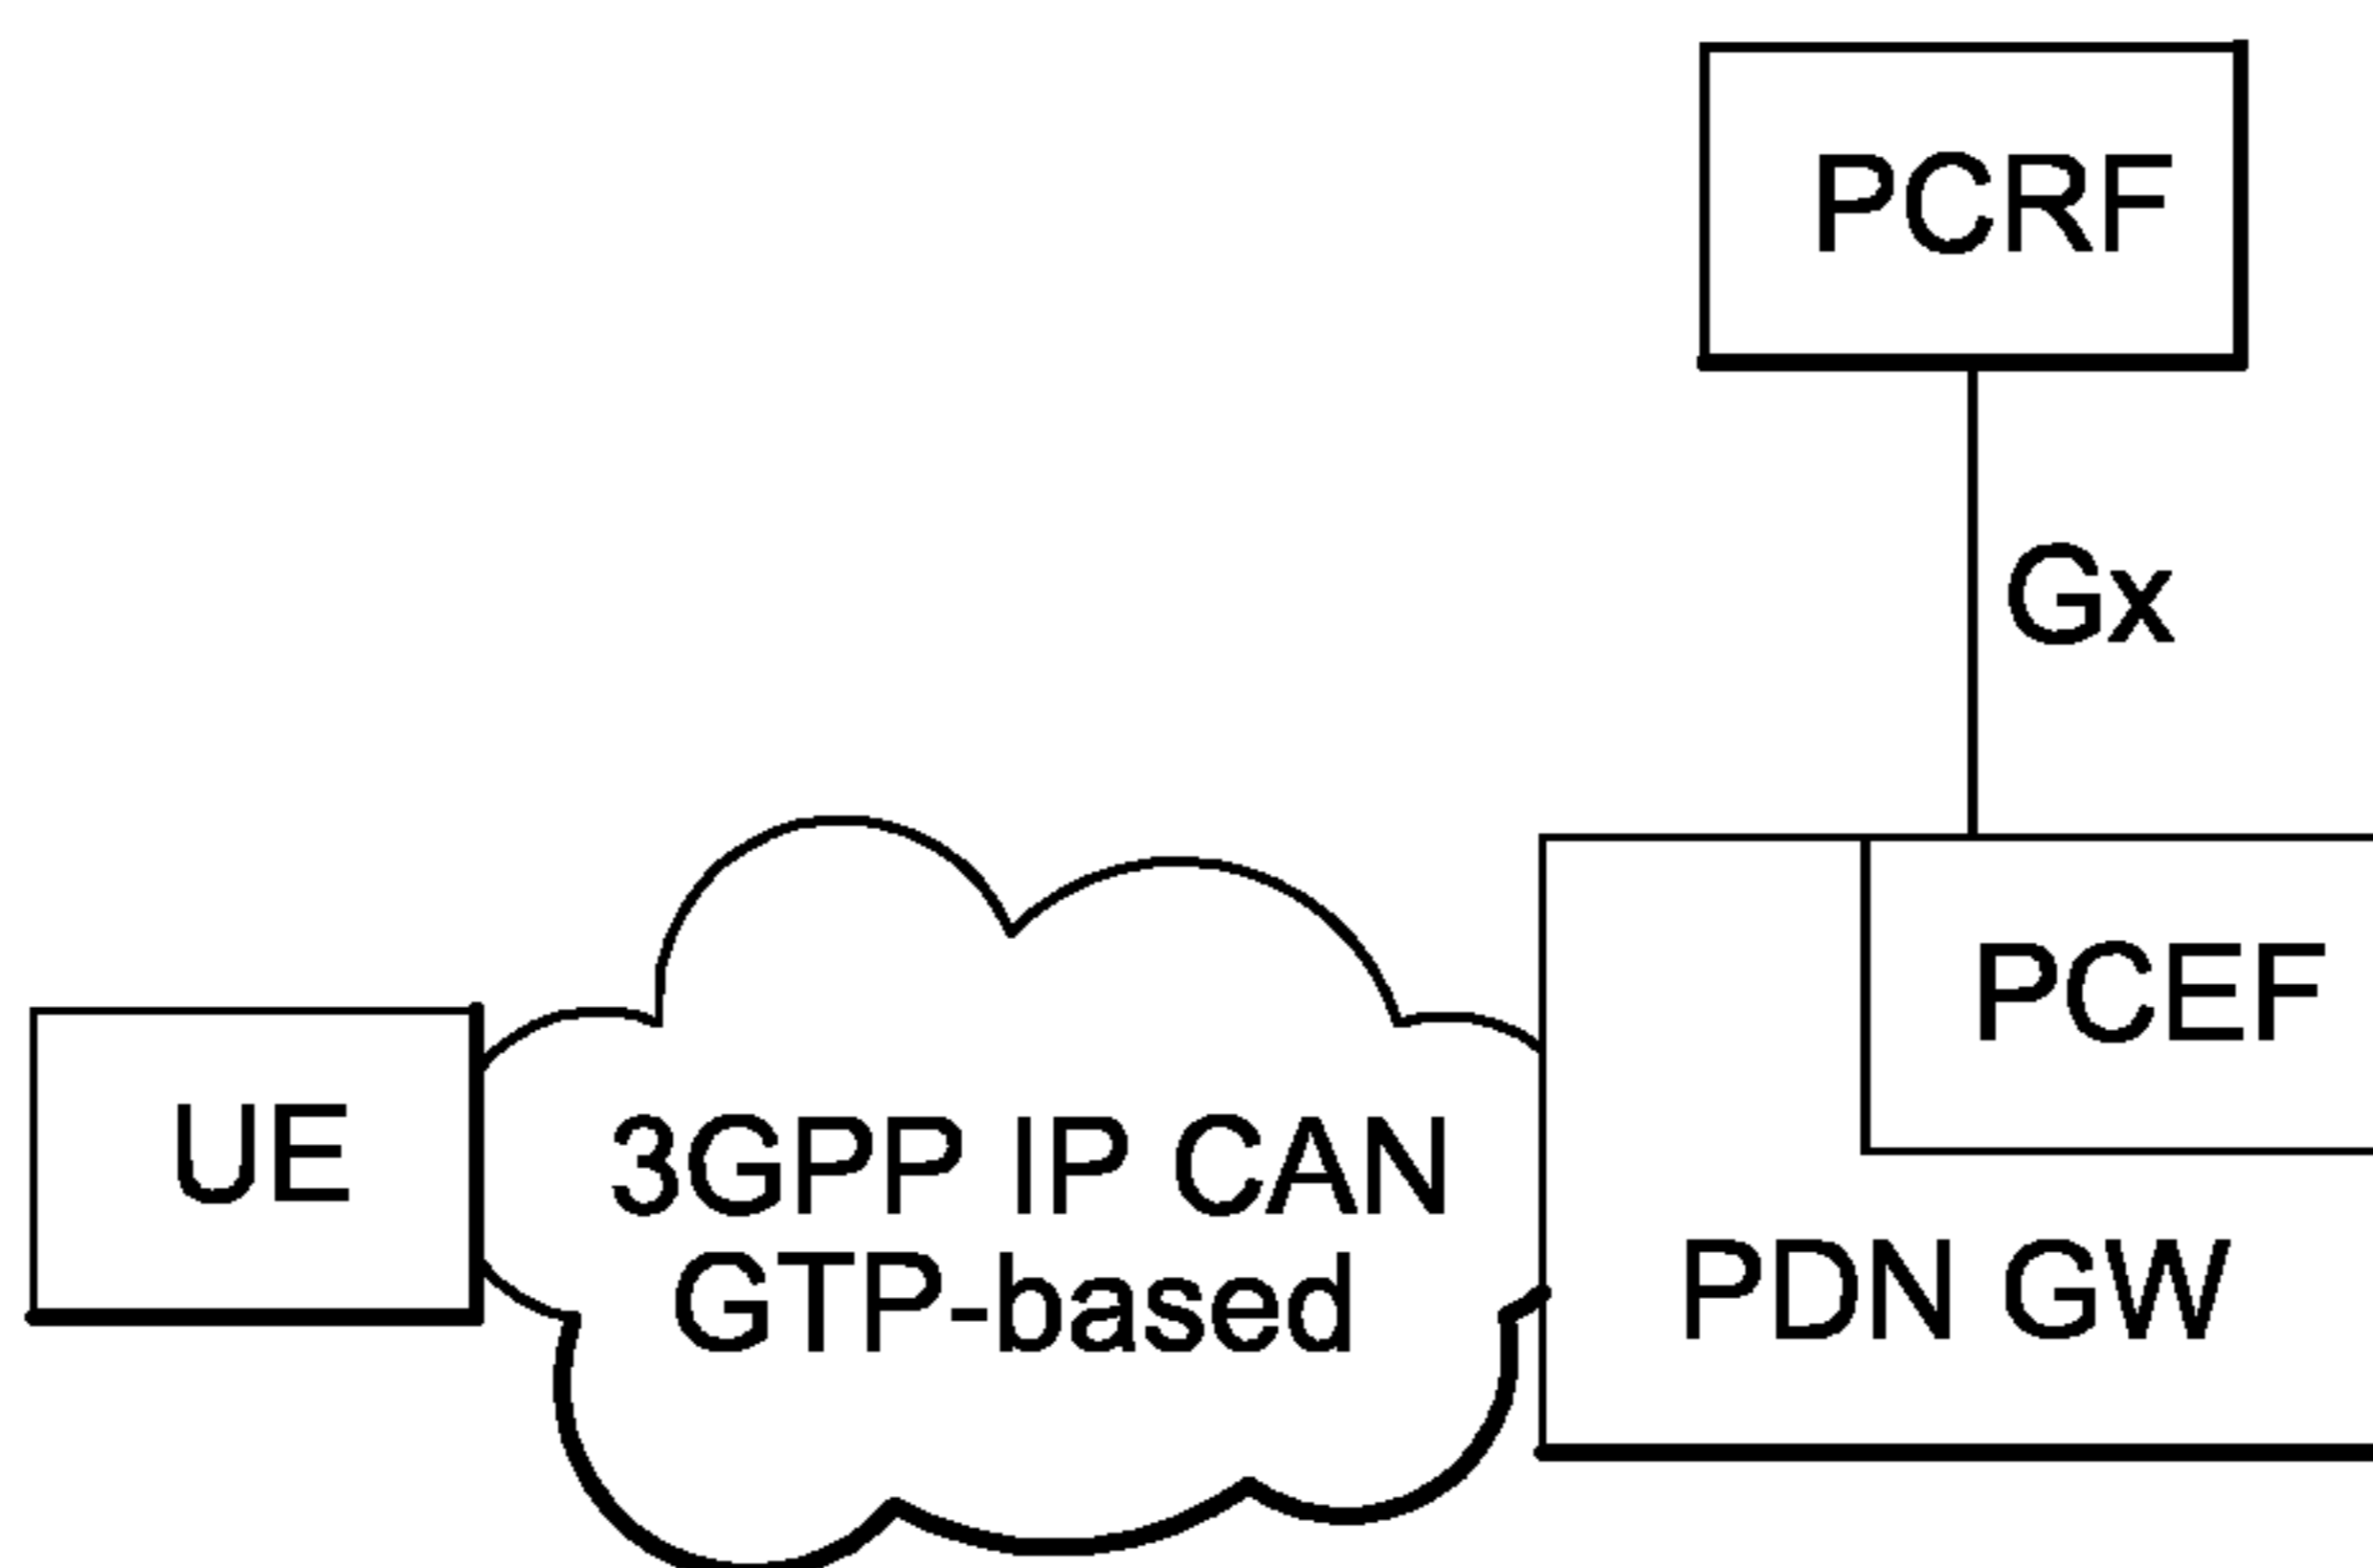 PCRF
Gx
PCEF
UE
3GPP IP CAN
GTP-based
PDN GW